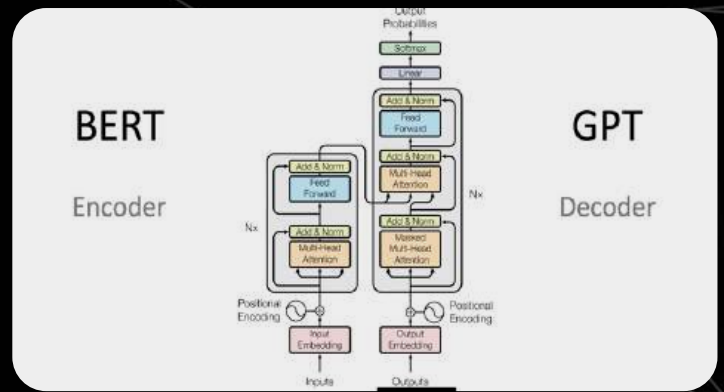 Output
Probabilities
Softmax
Linear
Add & Norm
Feed
Forward
Add & Norm
Multi-Head
Attention
Add & Norm
Masked
Multi-Head
Attention
Nx
Positional
Encoding
Output
Embedding
Outputs
GPT
Decoder
BERT
Encoder
Add & Norm
Feed
Forward
Add & Norm
Multi-Head
Attention
Nx
Positional
Encoding
Input
Embedding
Inputs